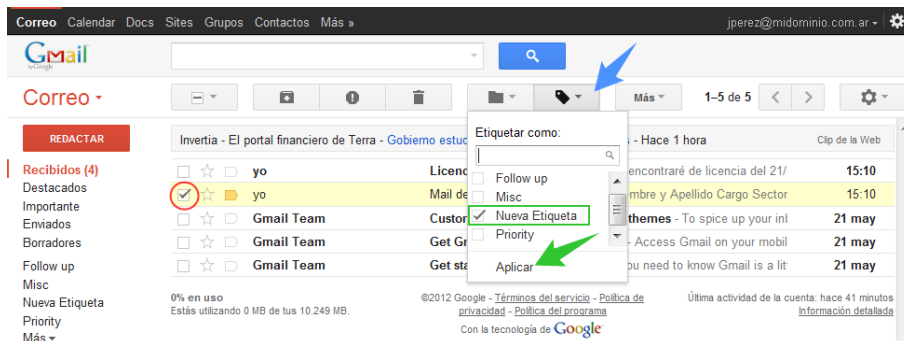 Correo Calendar Docs Sites Grupos Contactos Más » jperez@midominio.com.ar
Gmail
by Google
Correo Más 1–5 de 5
REDACTAR
Invertia - El portal financiero de Terra - Gobierno estuc - Hace 1 hora Clip de la Web
Etiquetar como:
Follow up
Misc
Nueva Etiqueta
Priority
Aplicar
Recibidos (4)
Destacados
Importante
Enviados
Borradores
Follow up
Misc
Nueva Etiqueta
Priority
Más
yo Licenc encontraré de licencia del 21/ 15:10
yo Mail de mbre y Apellido Cargo Sector 15:10
Gmail Team Custor themes - To spice up your inl 21 may
Gmail Team Get Gr - Access Gmail on your mobil 21 may
Gmail Team Get sta ou need to know Gmail is a lit 21 may
0% en uso
Estás utilizando 0 MB de tus 10.249 MB.
©2012 Google - Términos del servicio - Política de
privacidad - Política del programa
Con la tecnología de Google
Última actividad de la cuenta: hace 41 minutos
Información detallada